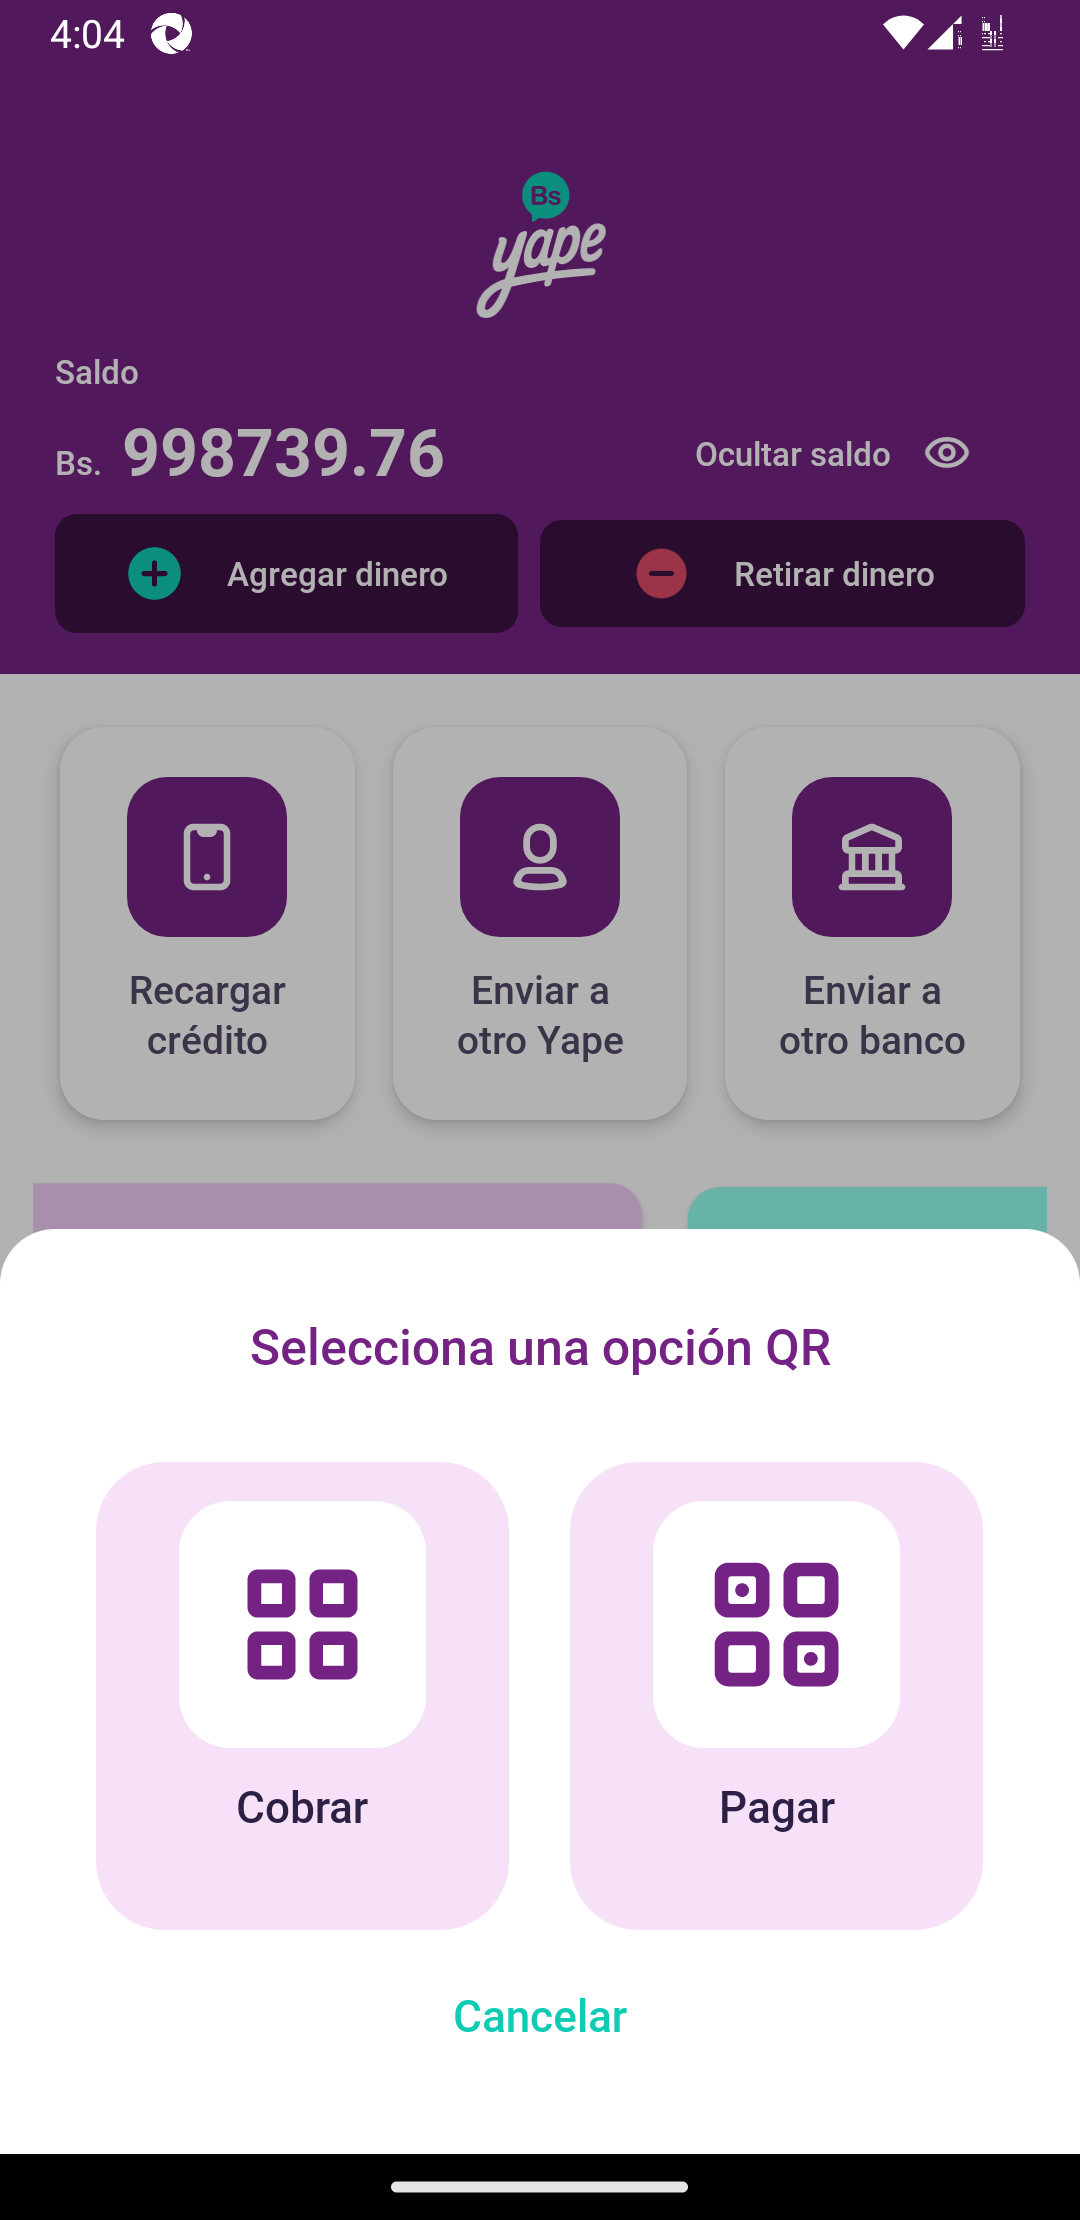 4:04
Bs
yape
Saldo
Bs. 998739.76
Ocultar saldo
Agregar dinero
Retirar dinero
Recargar
crédito
Enviar a
otro Yape
Enviar a
otro banco
Selecciona una opción QR
Cobrar
Pagar
Cancelar